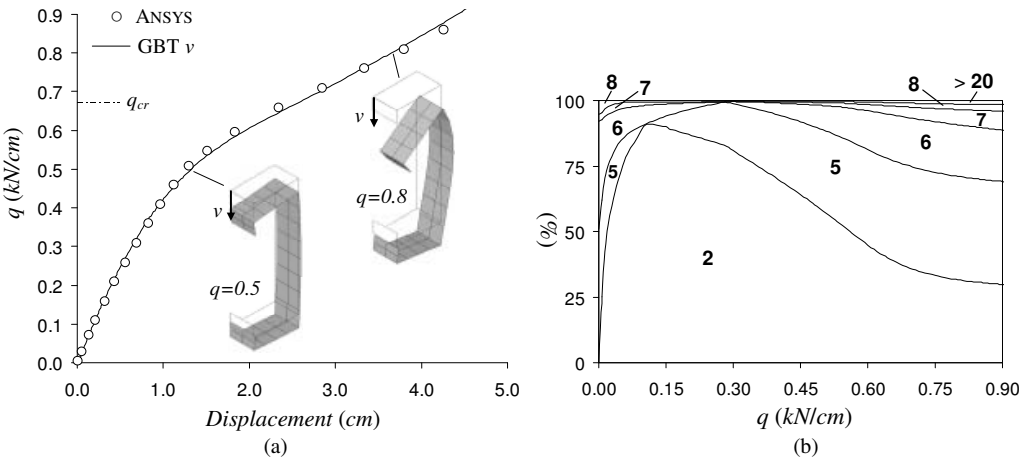 0.9
0.8
0.7
0.6
0.5
0.4
0.3
0.2
0.1
0.0
q (kN/cm)
ANSYS
GBT v
q_cr
v
q=0.8
v
q=0.5
0.0 1.0 2.0 3.0 4.0 5.0
Displacement (cm)
(a)
8 7 8 > 20
100
75
50
25
0
(%)
6
5
7
6
5
2
0.00 0.15 0.30 0.45 0.60 0.75 0.90
q (kN/cm)
(b)